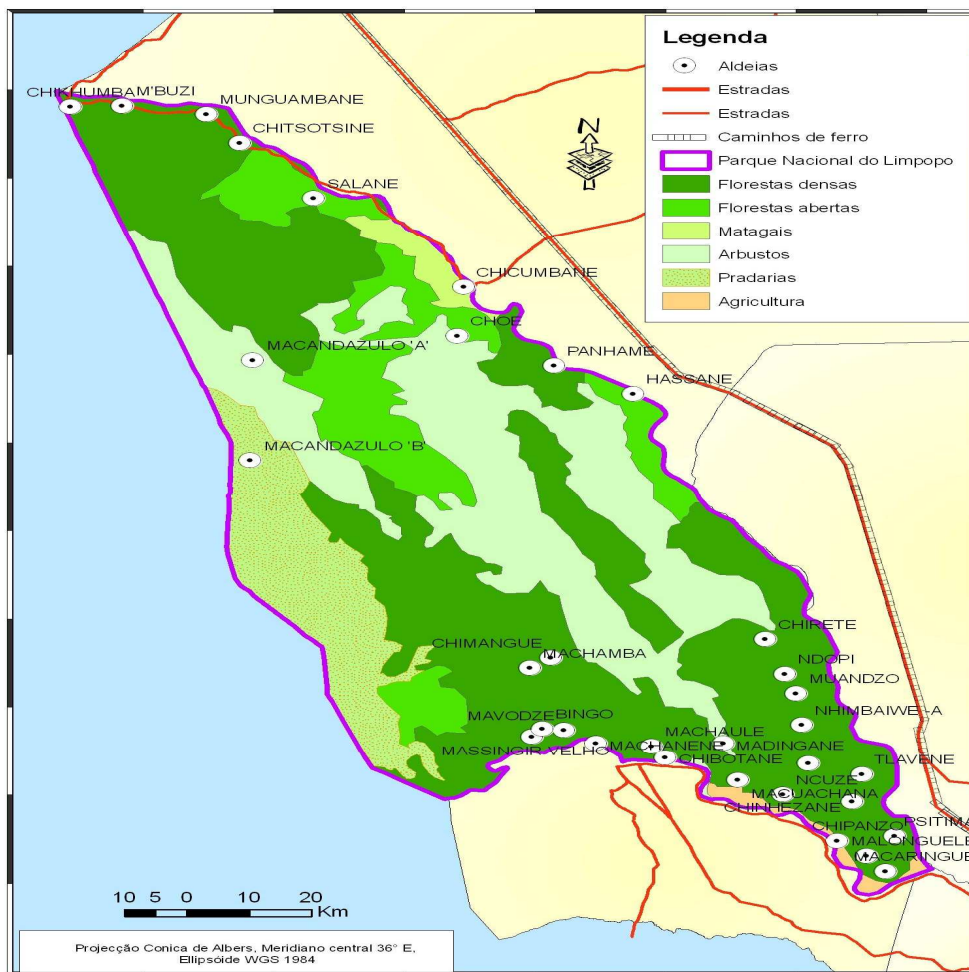 Legenda
Aldeias
Estradas
Estradas
Caminhos de ferro
Parque Nacional do Limpopo
Florestas densas
Florestas abertas
Matagais
Arbustos
Pradarias
Agricultura
N
CHIKHUMBA
M'BUZI
MUNGUAMBANE
CHITSOTSINE
SALANE
CHICUMBANE
CHOE
MACANDAZULO 'A'
PANHAME
HASSANE
MACANDAZULO 'B'
CHIRETE
CHIMANGUE
MACHAMBA
NDOPI
MUANDZO
NHIMBAIWE -A
MAVODZE
BINGO
MACHAULE
MASSINGIR VELHO
MACHANENE
MADINGANE
CHIBOTANE
TLAVENE
NCUZE
MACUACHANA
CHINHEZANE
CHIPANZO
PSITIMA
MALONGUELE
MACARINGUE
10 5 0 10 20
Km
Projecção Conica de Albers, Meridiano central 36° E,
Ellipsóide WGS 1984